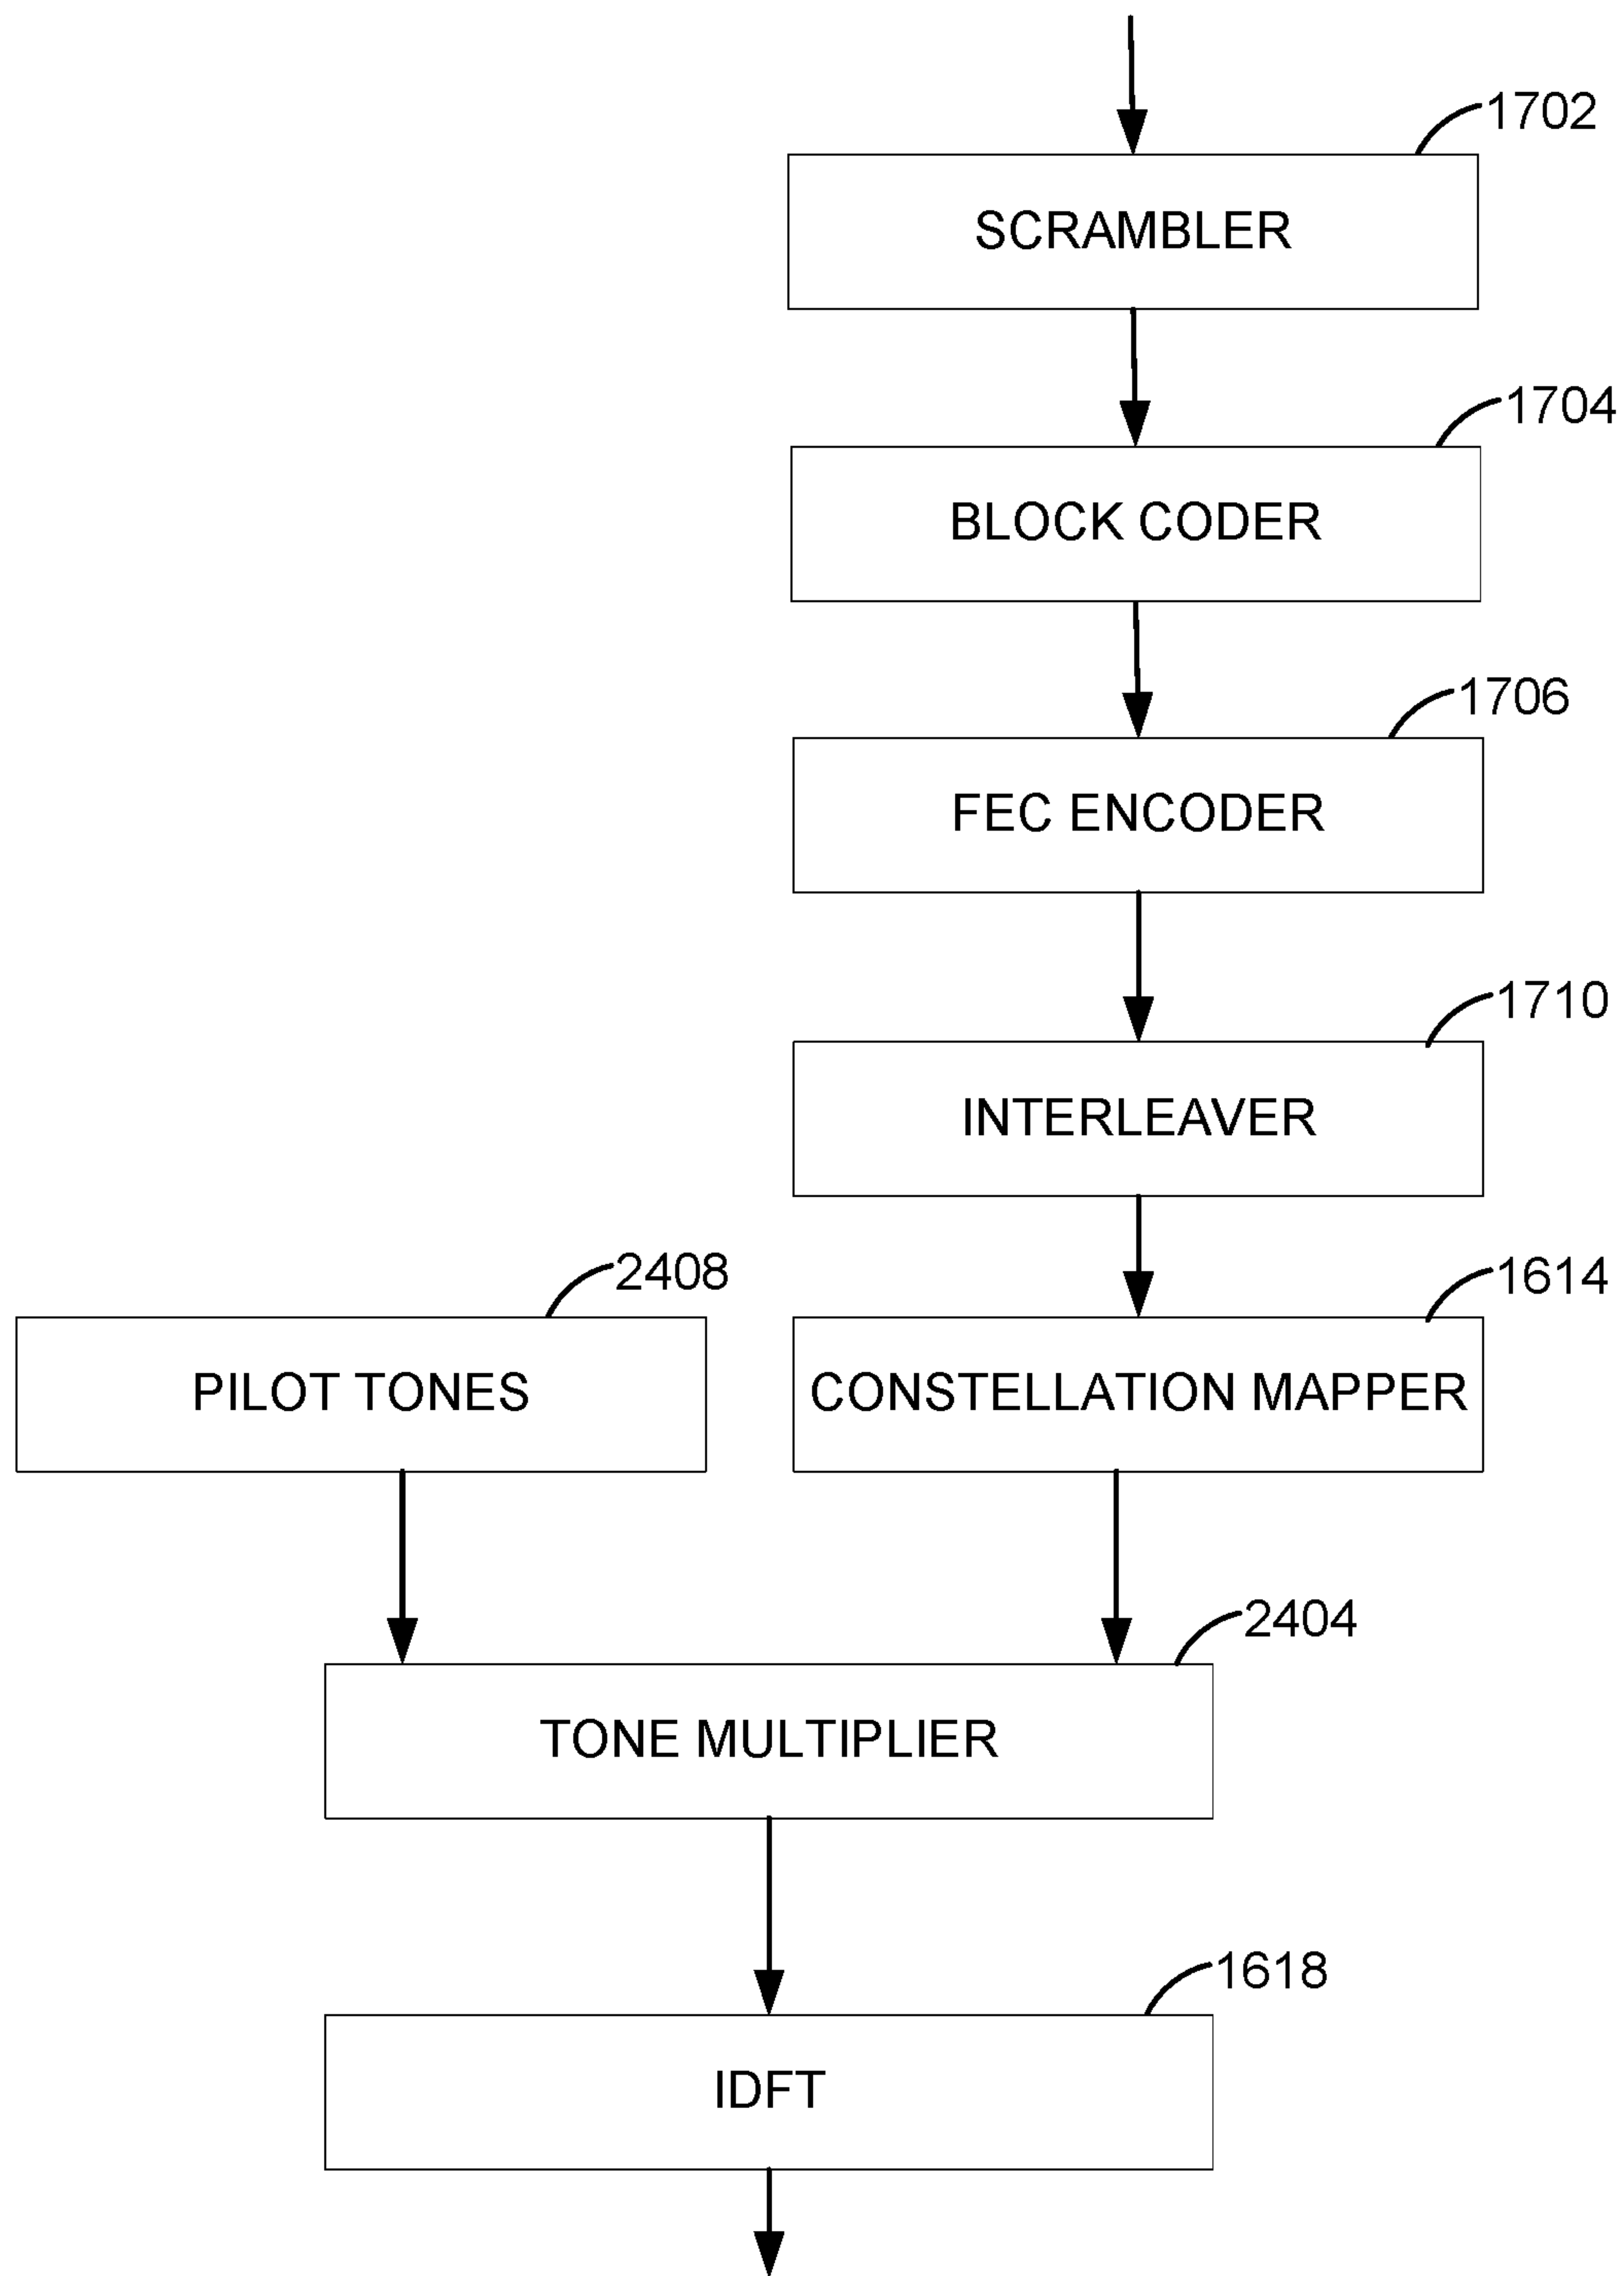 1702
SCRAMBLER
1704
BLOCK CODER
1706
FEC ENCODER
1710
INTERLEAVER
2408
1614
PILOT TONES
CONSTELLATION MAPPER
2404
TONE MULTIPLIER
1618
IDFT